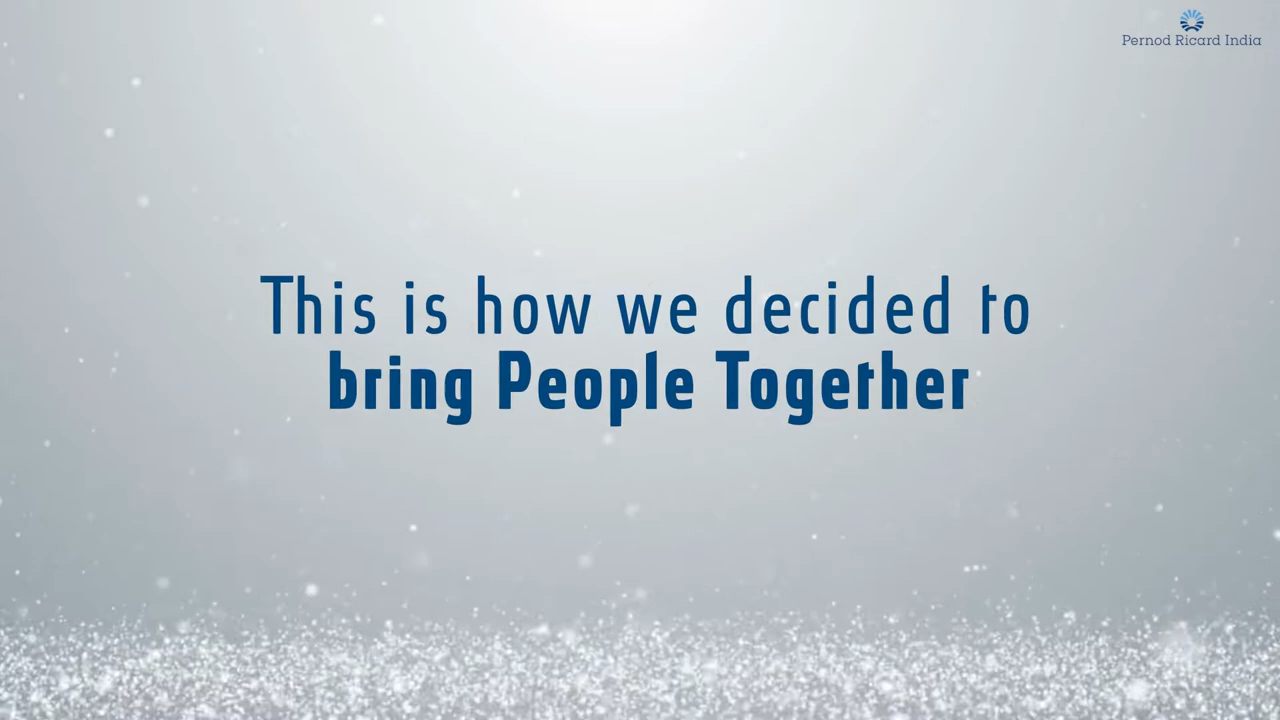 Pernod Ricard India
This is how we decided to
bring People Together